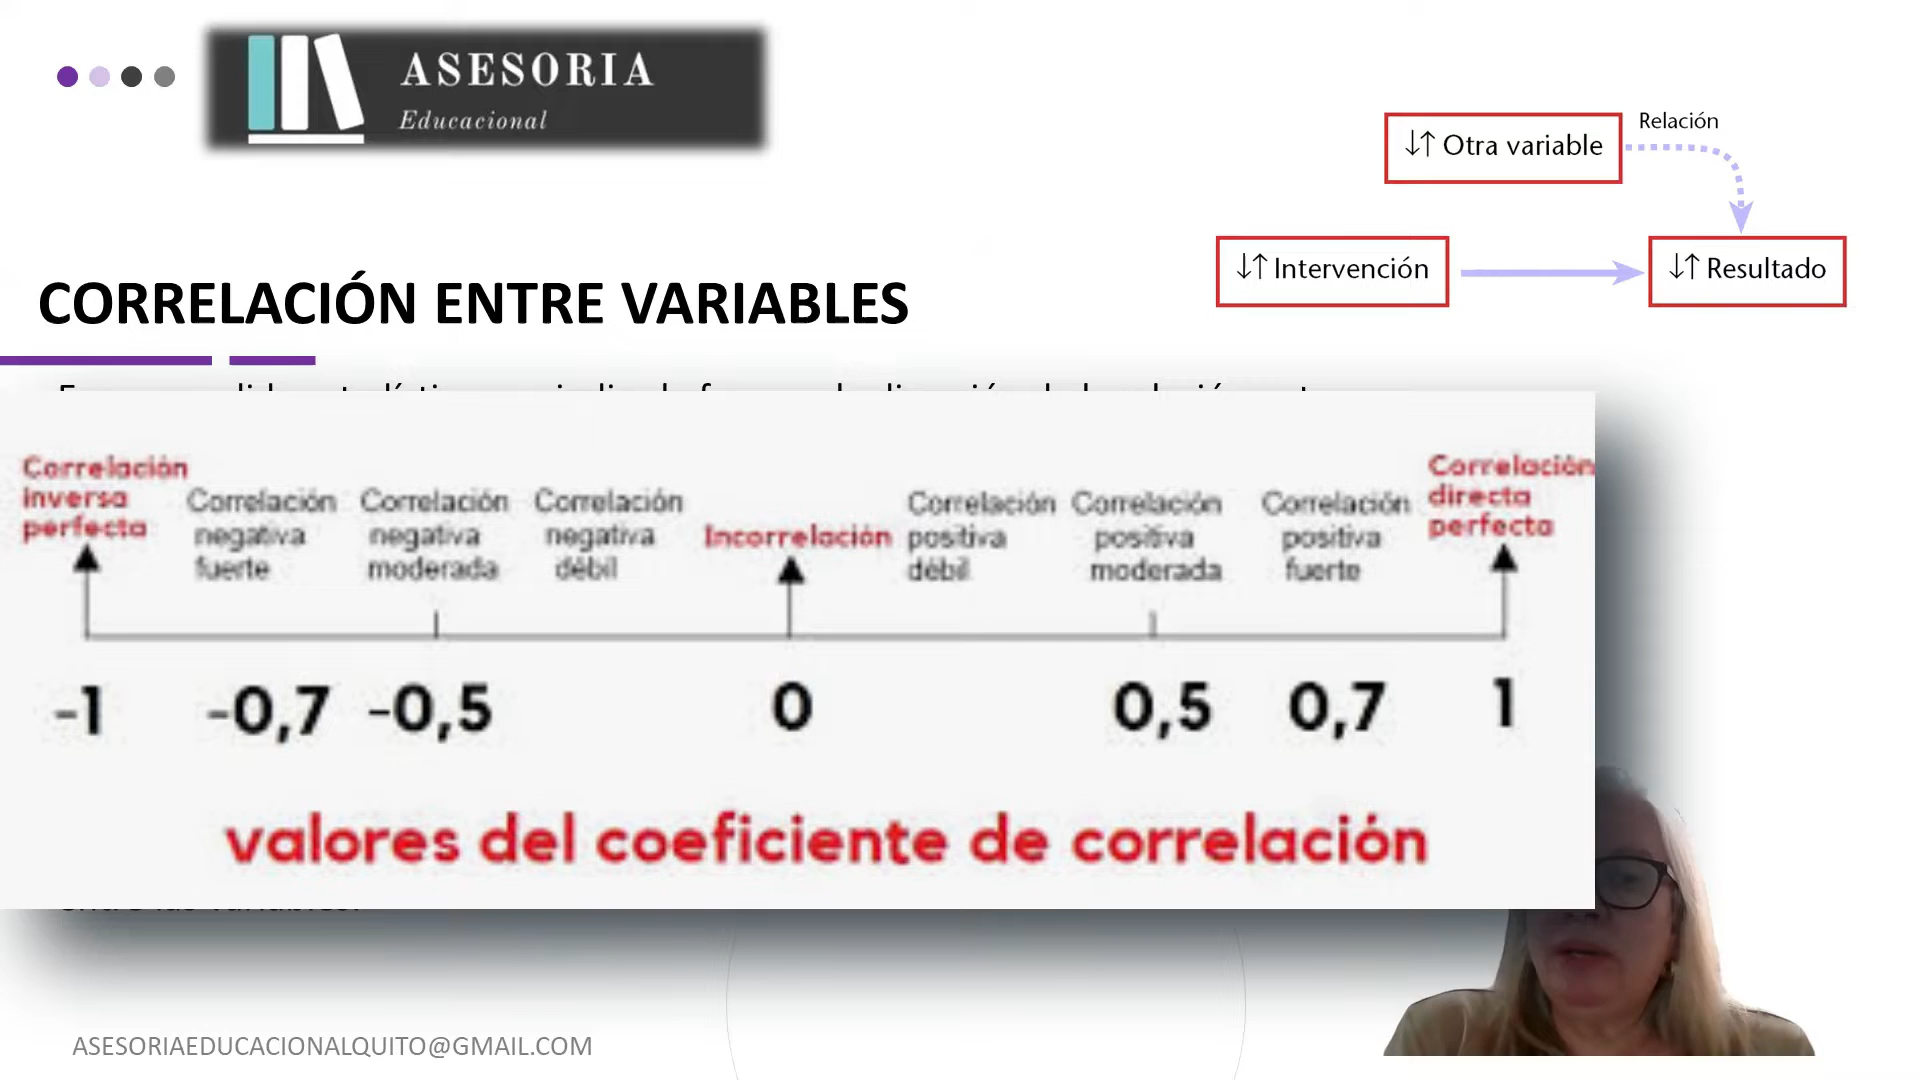 ASESORIA
Educacional
Relación
↓↑ Otra variable
↓↑ Intervención
↓↑ Resultado
CORRELACIÓN ENTRE VARIABLES
Correlación inversa perfecta
Correlación negativa fuerte
Correlación negativa moderada
Correlación negativa débil
Incorrelación
Correlación positiva débil
Correlación positiva moderada
Correlación positiva fuerte
Correlación directa perfecta
-1 -0,7 -0,5 0 0,5 0,7 1
valores del coeficiente de correlación
ASESORIAEDUCACIONALQUITO@GMAIL.COM